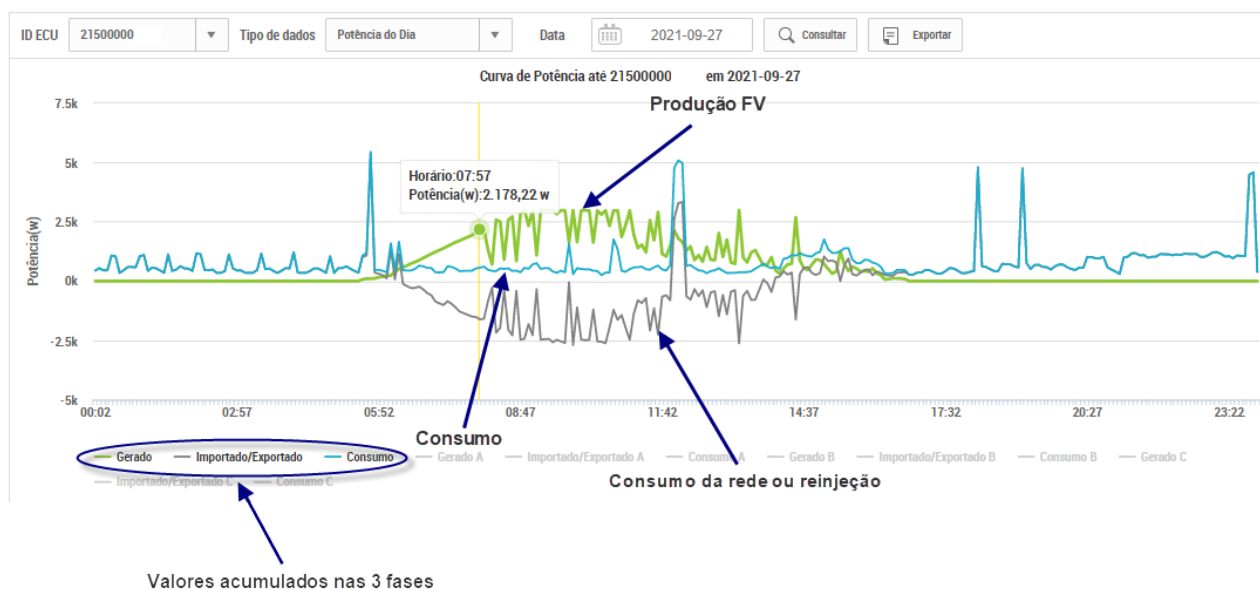 ID ECU 21500000 Tipo de dados Potência do Dia Data 2021-09-27 Consultar Exportar
Curva de Potência até 21500000 em 2021-09-27
Produção FV
7.5k
5k
2.5k
0k
-2.5k
-5k
Potência(w)
Horário:07:57
Potência(w):2.178,22 w
00:02 02:57 05:52 08:47 11:42 14:37 17:32 20:27 23:22
Consumo
Gerado Importado/Exportado Consumo Gerado A Importado/Exportado A Consumo A Gerado B Importado/Exportado B Consumo B Gerado C
Importado/Exportado C Consumo C
Consumo da rede ou reinjeção
Valores acumulados nas 3 fases